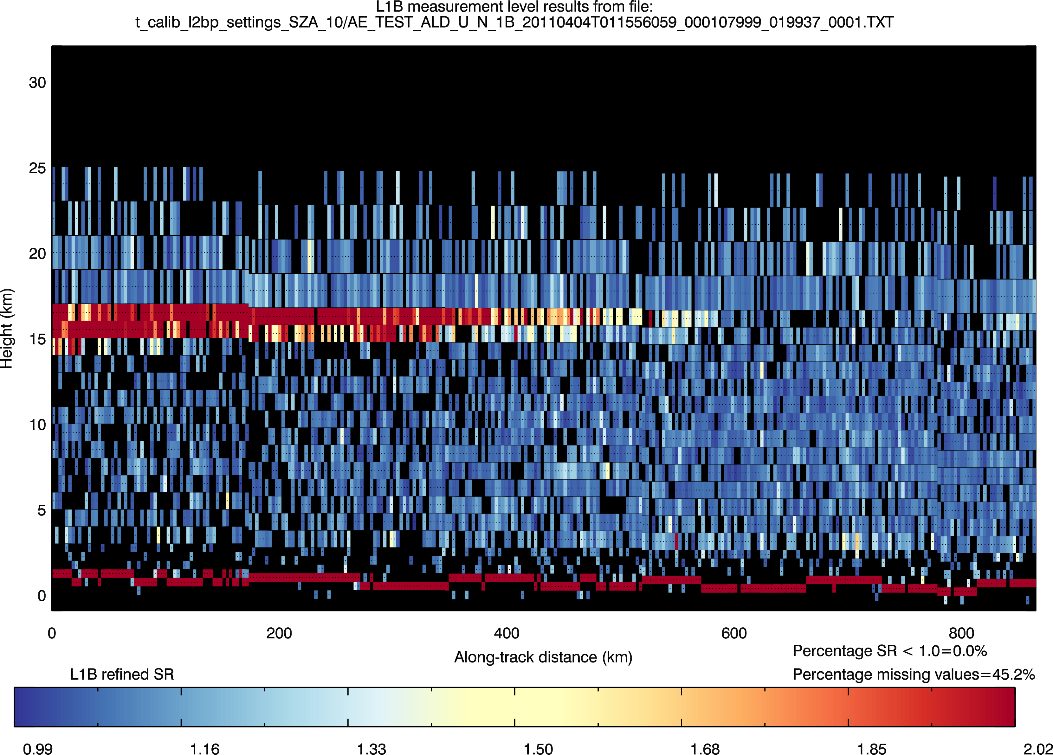 L1B measurement level results from file:
t_calib_l2bp_settings_SZA_10/AE_TEST_ALD_U_N_1B_20110404T011556059_000107999_019937_0001.TXT
30
25
20
15
10
5
0
Height (km)
0 200 400 600 800
Along-track distance (km)
Percentage SR < 1.0=0.0%
L1B refined SR
Percentage missing values=45.2%
0.99 1.16 1.33 1.50 1.68 1.85 2.02